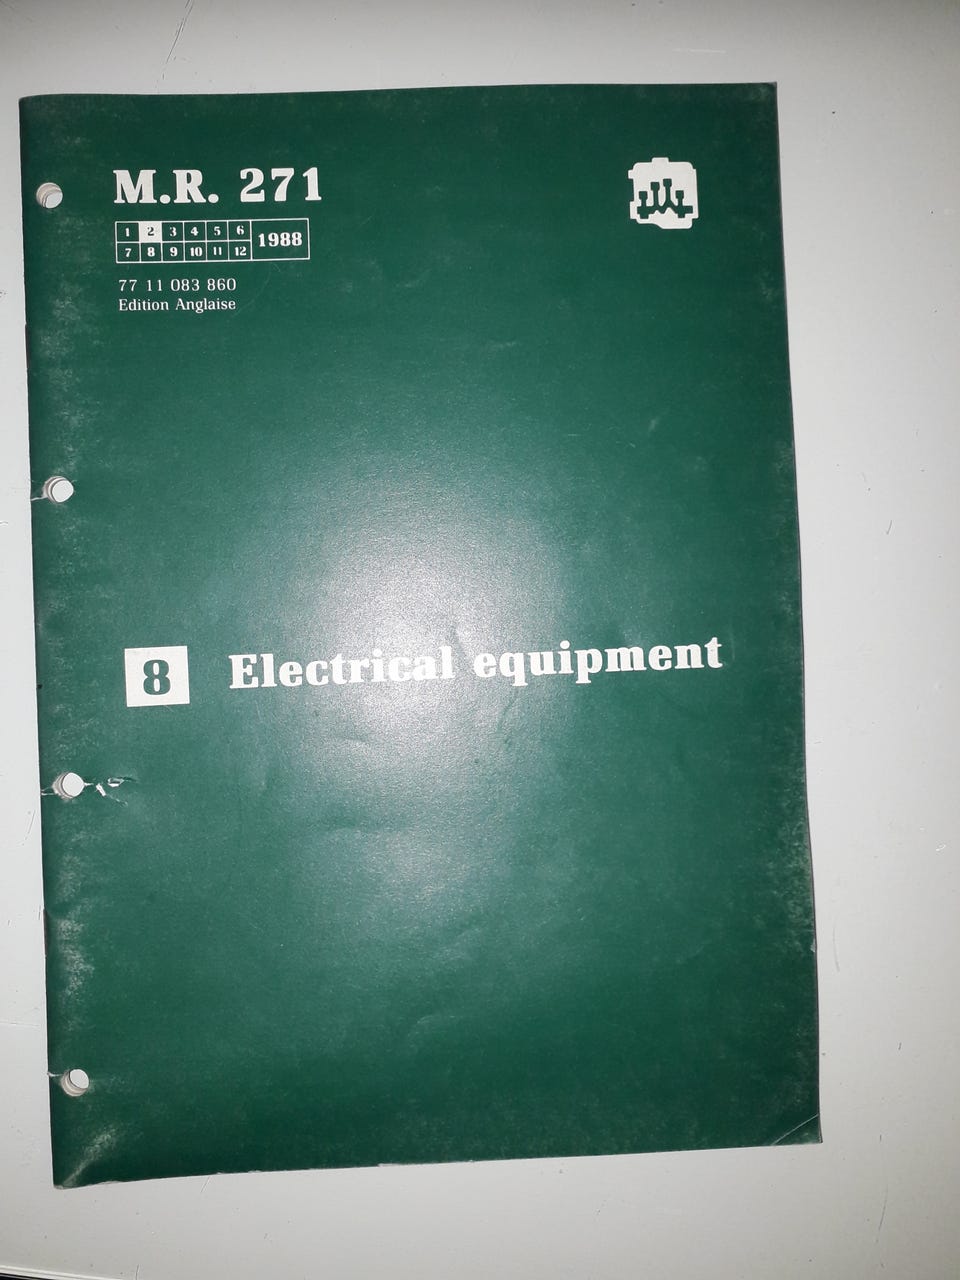 M.R. 271
1 2 3 4 5 6
7 8 9 10 11 12
1988
77 11 083 860
Edition Anglaise
8 Electrical equipment